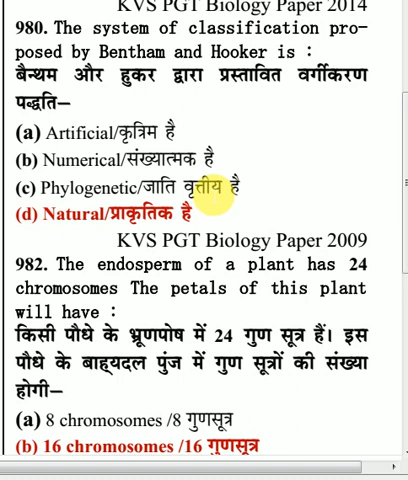 KVS PGT Biology Paper 2014
980. The system of classification pro-
posed by Bentham and Hooker is :
बैन्थम और हुकर द्वारा प्रस्तावित वर्गीकरण
पद्धति–
(a) Artificial/कृत्रिम है
(b) Numerical/संख्यात्मक है
(c) Phylogenetic/जाति वृत्तीय है
(d) Natural/प्राकृतिक है
KVS PGT Biology Paper 2009
982. The endosperm of a plant has 24
chromosomes The petals of this plant
will have :
किसी पौधे के भ्रूणपोष में 24 गुण सूत्र हैं। इस
पौधे के बाह्यदल पुंज में गुण सूत्रों की संख्या
होगी–
(a) 8 chromosomes /8 गुणसूत्र
(b) 16 chromosomes /16 गुणसूत्र